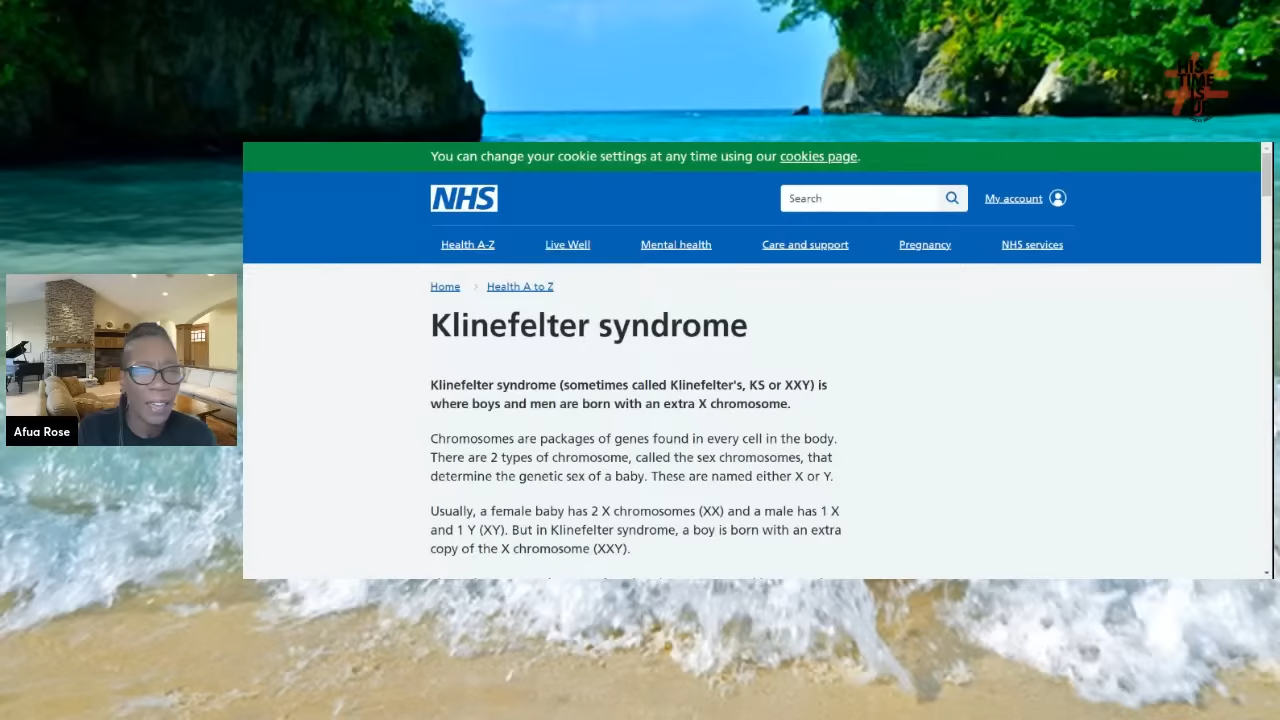 HIS
TIME
IS
You can change your cookie settings at any time using our cookies page.
NHS
Search
My account
Health A-Z
Live Well
Mental health
Care and support
Pregnancy
NHS services
Home
Health A to Z
Klinefelter syndrome
Klinefelter syndrome (sometimes called Klinefelter's, KS or XXY) is
where boys and men are born with an extra X chromosome.
Chromosomes are packages of genes found in every cell in the body.
There are 2 types of chromosome, called the sex chromosomes, that
determine the genetic sex of a baby. These are named either X or Y.
Usually, a female baby has 2 X chromosomes (XX) and a male has 1 X
and 1 Y (XY). But in Klinefelter syndrome, a boy is born with an extra
copy of the X chromosome (XXY).
Afua Rose